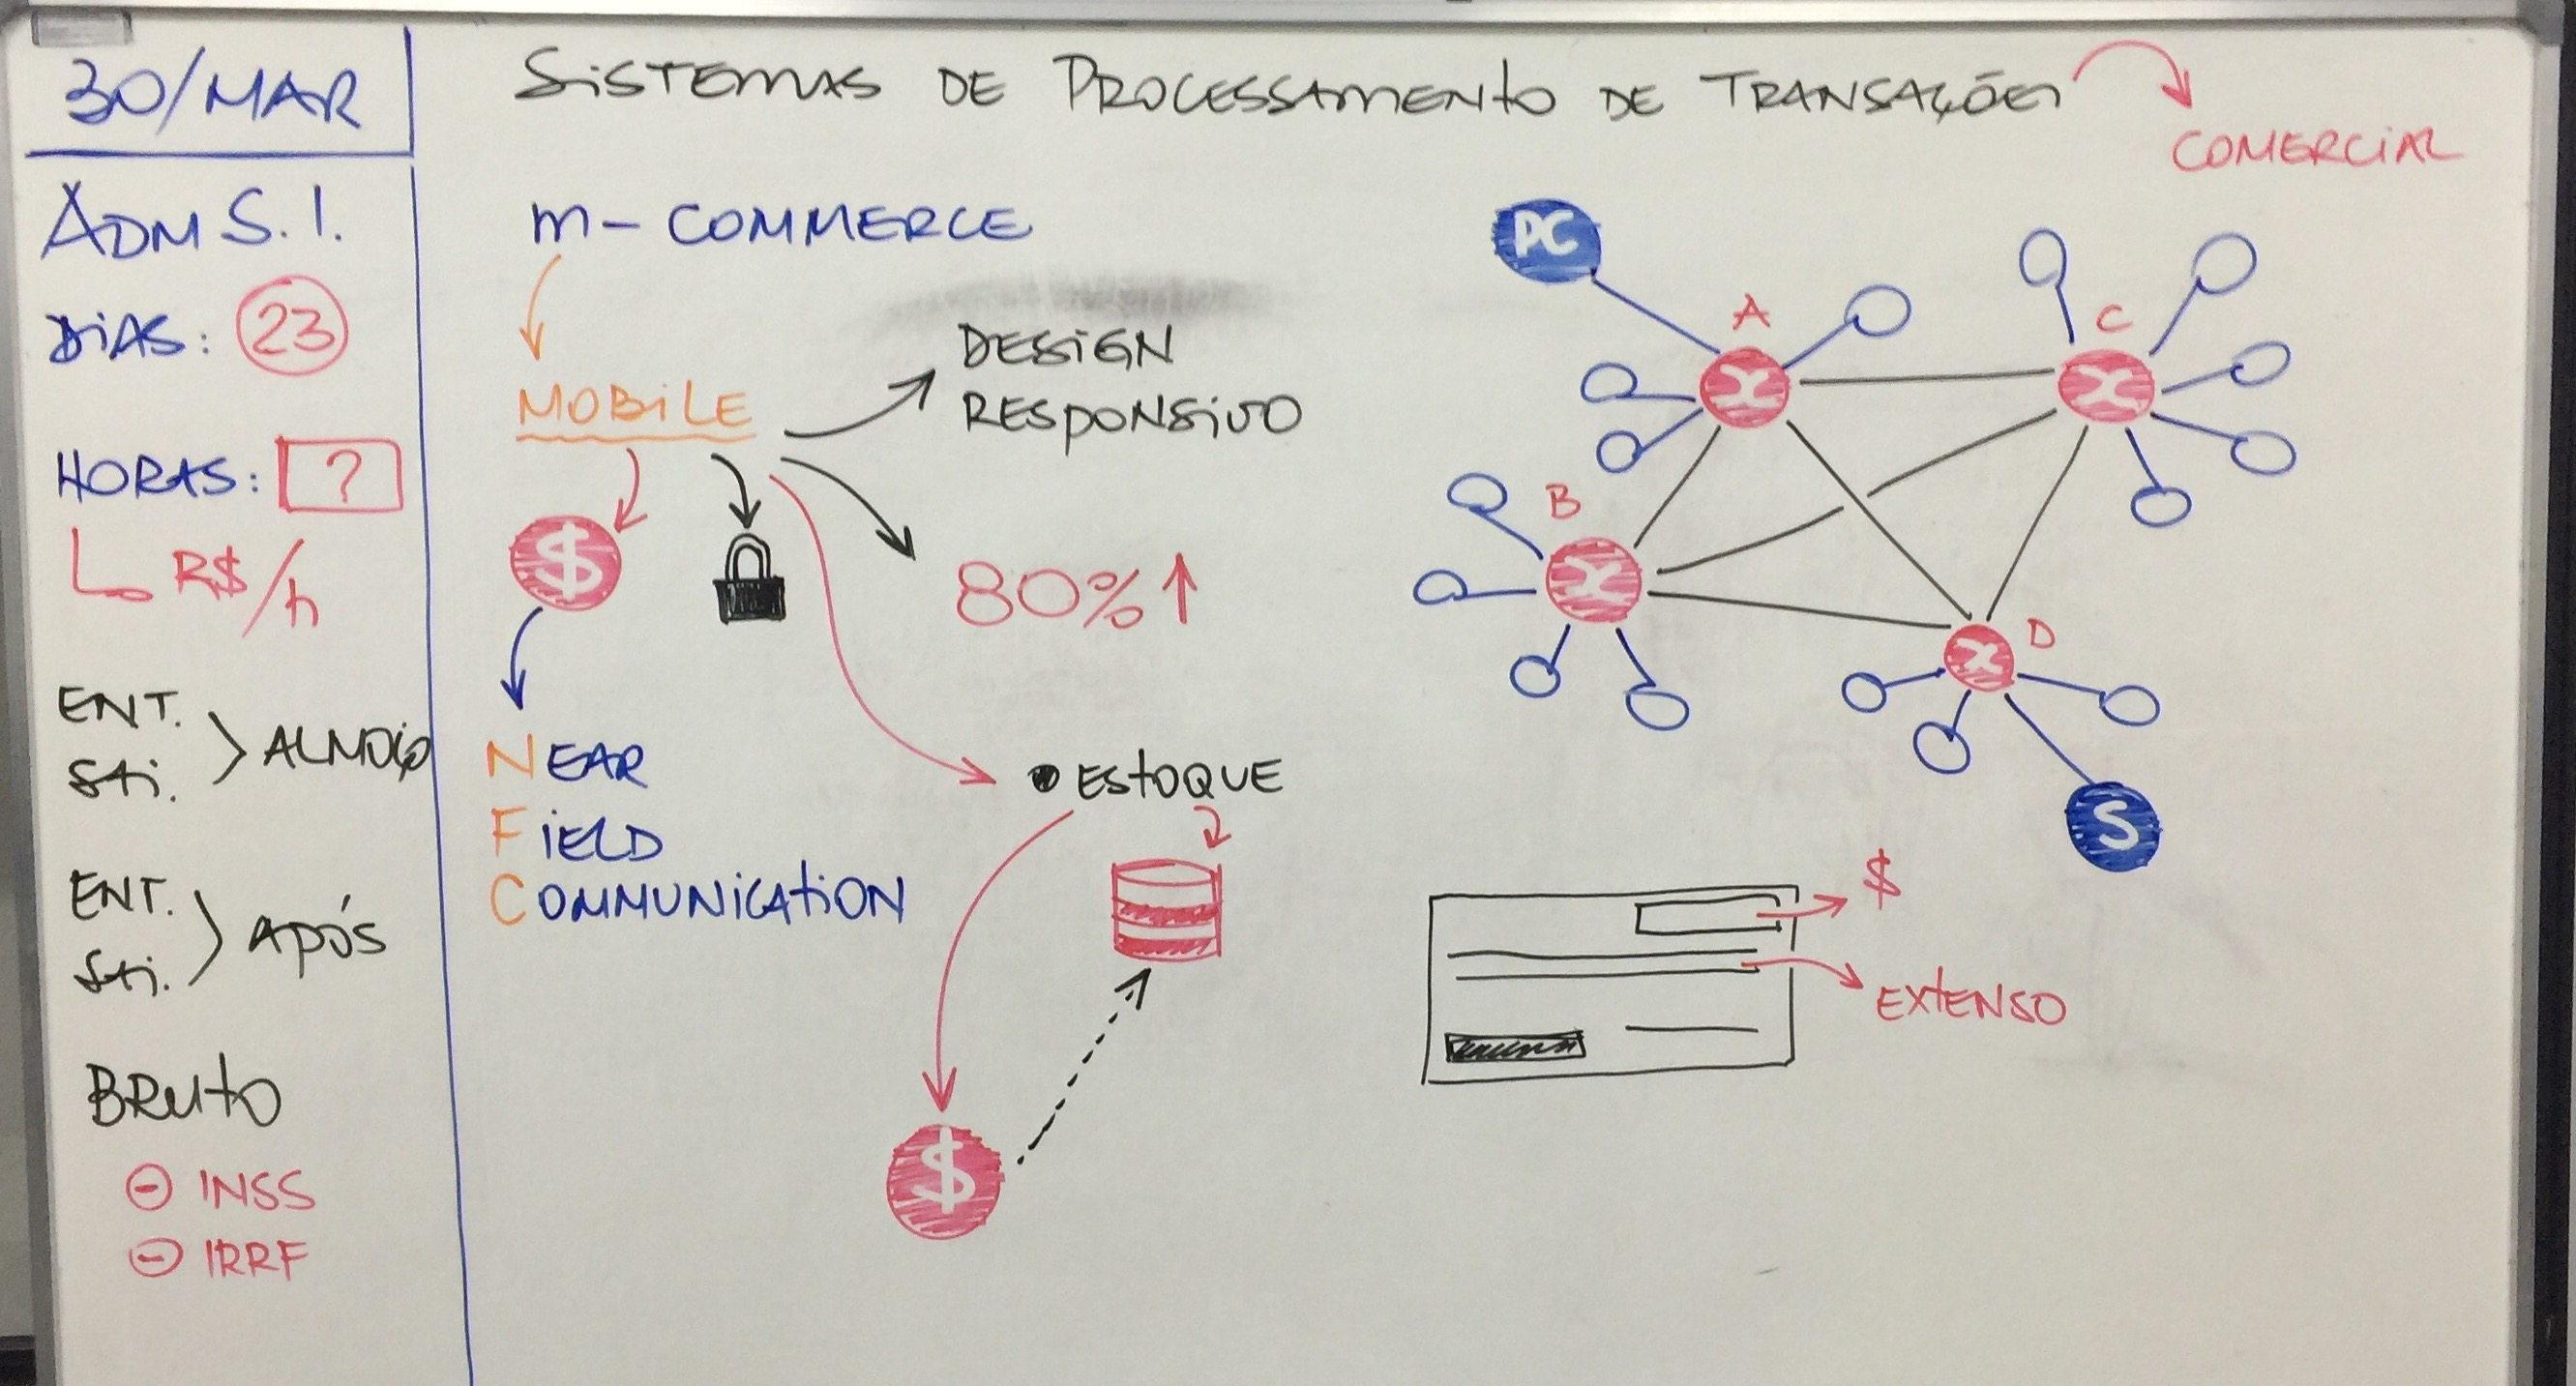 30/MAR
ADM S.I.
DIAS: 23
HORAS: ?
R$/h
ENT.
SAI.
> ALMOÇO
ENT.
SAI.
> APÓS
BRUTO
- INSS
- IRRF
SISTEMAS DE PROCESSAMENTO DE TRANSAÇÕES
COMERCIAL
m-COMMERCE
MOBILE
DESIGN
RESPONSIVO
$
80% ↑
NEAR
FIELD
COMMUNICATION
• ESTOQUE
$
PC
A
X
C
X
B
X
D
X
S
$
EXTENSO